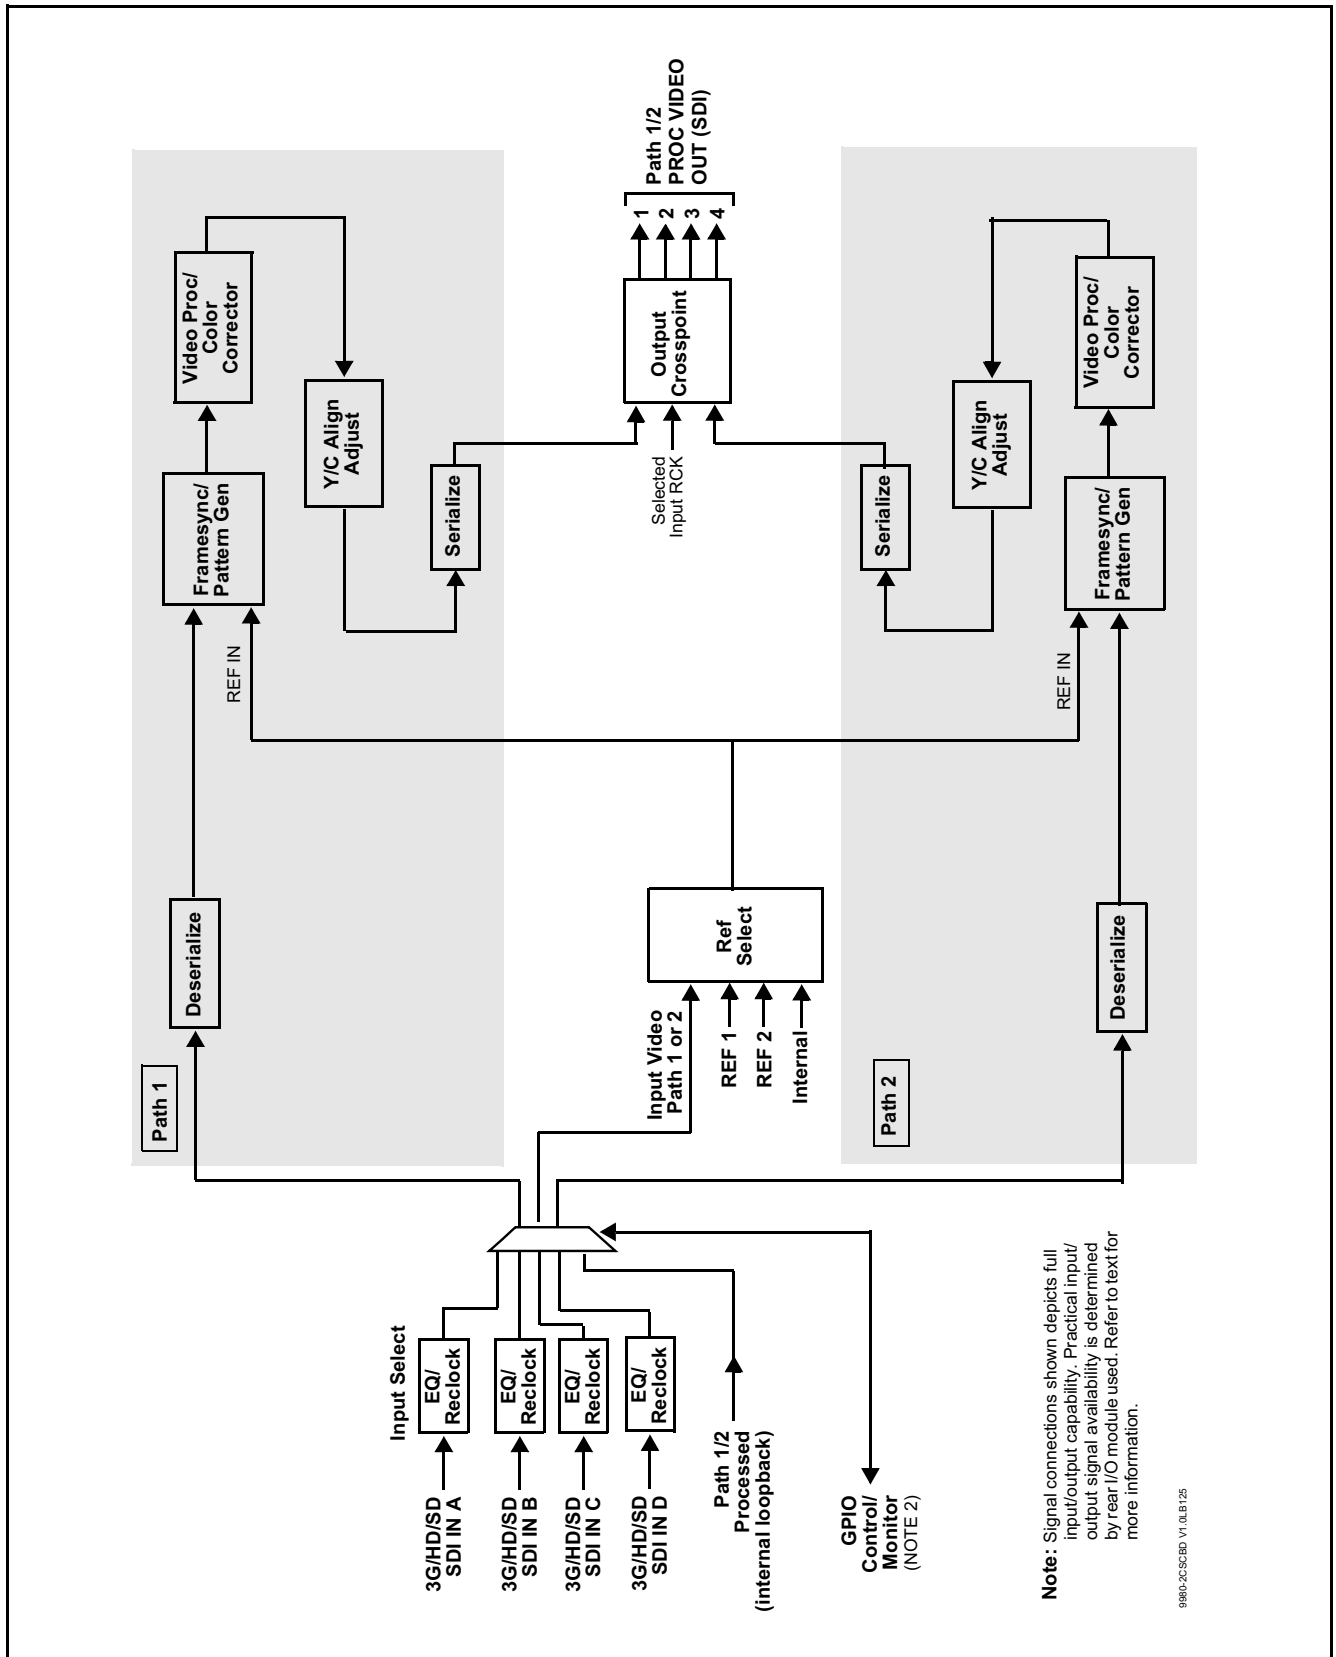 Input Select
3G/HD/SD
SDI IN A
EQ/
Reclock
3G/HD/SD
SDI IN B
EQ/
Reclock
3G/HD/SD
SDI IN C
EQ/
Reclock
3G/HD/SD
SDI IN D
EQ/
Reclock
Path 1/2
Processed
(internal loopback)
GPIO
Control/
Monitor
(NOTE 2)
Path 1
Deserialize
REF IN
Framesync/
Pattern Gen
Video Proc/
Color
Corrector
Y/C Align
Adjust
Serialize
Input Video
Path 1 or 2
REF 1
REF 2
Internal
Ref
Select
Selected
Input RCK
Output
Crosspoint
1
2
3
4
Path 1/2
PROC VIDEO
OUT (SDI)
Path 2
Deserialize
REF IN
Framesync/
Pattern Gen
Video Proc/
Color
Corrector
Y/C Align
Adjust
Serialize
Note: Signal connections shown depicts full
input/output capability. Practical input/
output signal availability is determined
by rear I/O module used. Refer to text for
more information.
9980-2CSCBD V1.0LB125